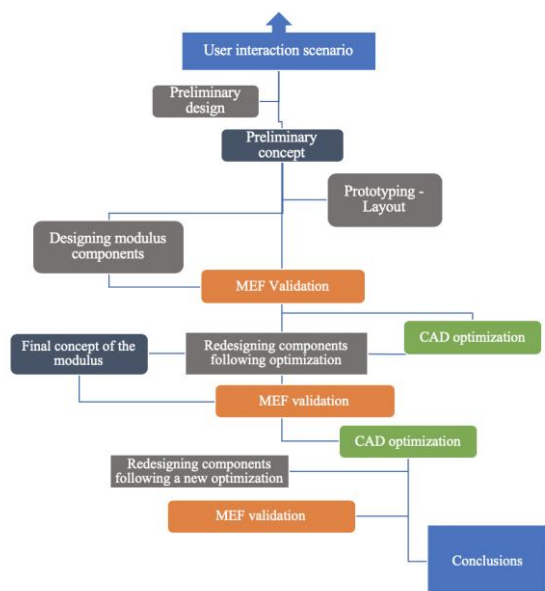 User interaction scenario
Preliminary
design
Preliminary
concept
Prototyping -
Layout
Designing modulus
components
MEF Validation
CAD optimization
Final concept of the
modulus
Redesigning components
following optimization
MEF validation
CAD optimization
Redesigning components
following a new optimization
MEF validation
Conclusions